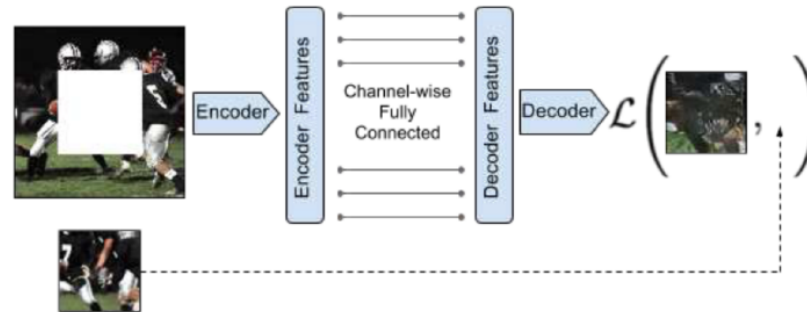 Encoder
Encoder Features
Channel-wise
Fully
Connected
Decoder Features
Decoder
ℒ( , )